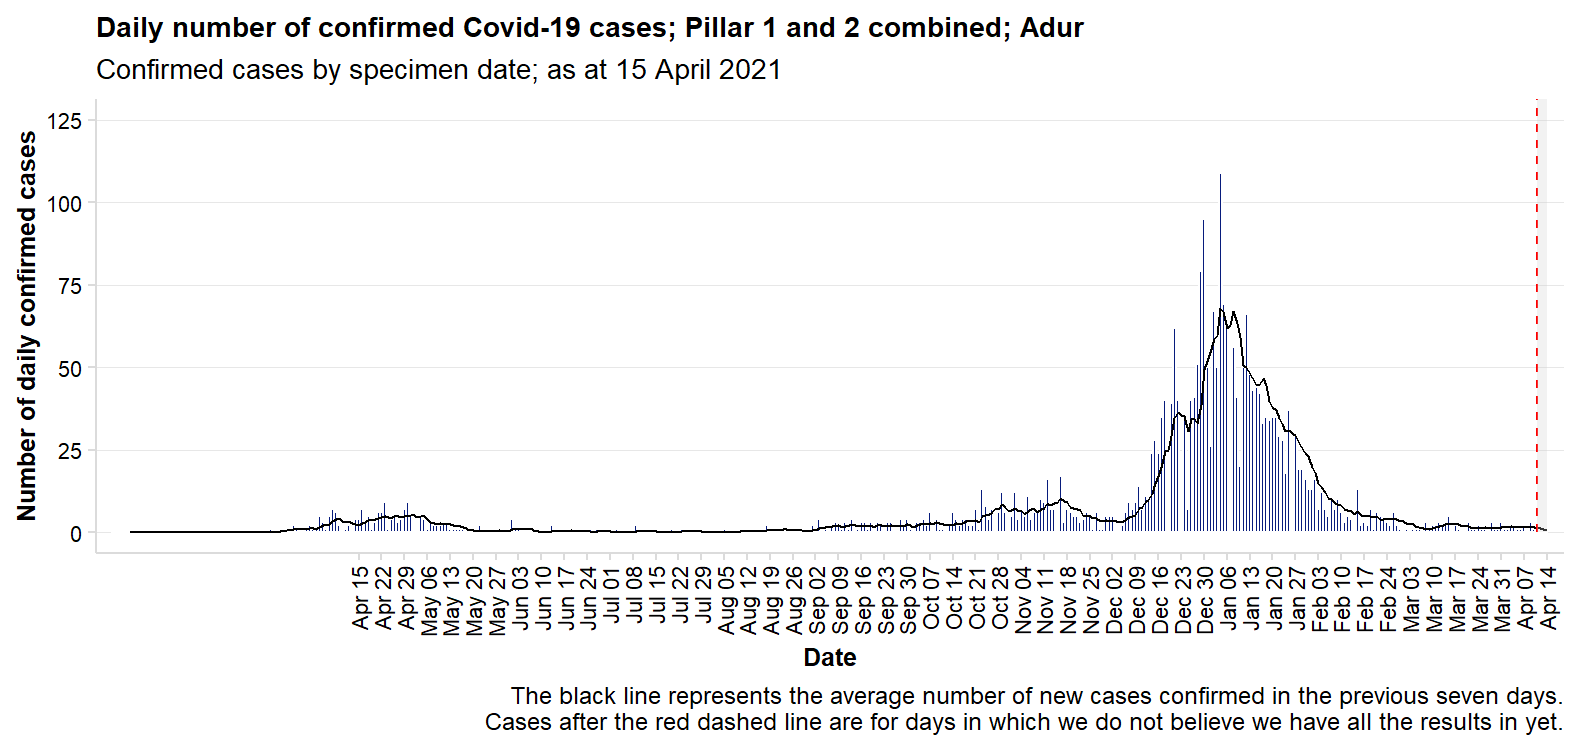 Daily number of confirmed Covid-19 cases; Pillar 1 and 2 combined; Adur
Confirmed cases by specimen date; as at 15 April 2021
Number of daily confirmed cases
125
100
75
50
25
0
Apr 15
Apr 22
Apr 29
May 06
May 13
May 20
May 27
Jun 03
Jun 10
Jun 17
Jun 24
Jul 01
Jul 08
Jul 15
Jul 22
Jul 29
Aug 05
Aug 12
Aug 19
Aug 26
Sep 02
Sep 09
Sep 16
Sep 23
Sep 30
Oct 07
Oct 14
Oct 21
Oct 28
Nov 04
Nov 11
Nov 18
Nov 25
Dec 02
Dec 09
Dec 16
Dec 23
Dec 30
Jan 06
Jan 13
Jan 20
Jan 27
Feb 03
Feb 10
Feb 17
Feb 24
Mar 03
Mar 10
Mar 17
Mar 24
Mar 31
Apr 07
Apr 14
Date
The black line represents the average number of new cases confirmed in the previous seven days.
Cases after the red dashed line are for days in which we do not believe we have all the results in yet.